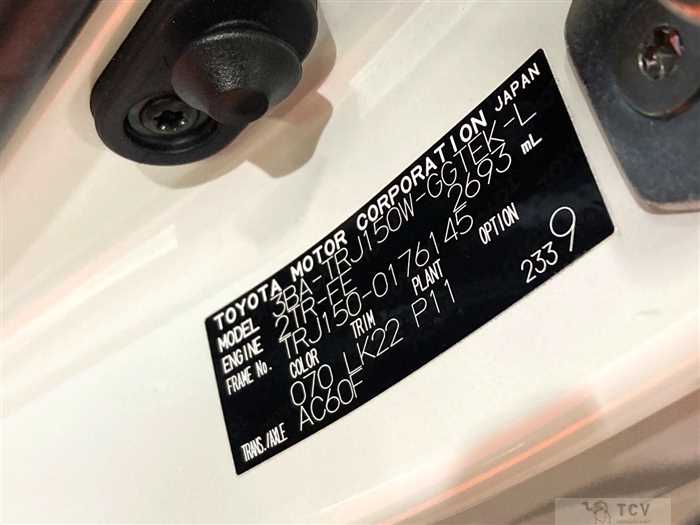 TOYOTA MOTOR CORPORATION JAPAN
MODEL 3BA-TRJ150W-GGTEK-L
ENGINE 2TR-FE 2693 mL
FRAME No. TRJ150-0176145
COLOR TRIM PLANT OPTION
070 LK22 P11 2339
TRANS./AXLE AC60F
TCV